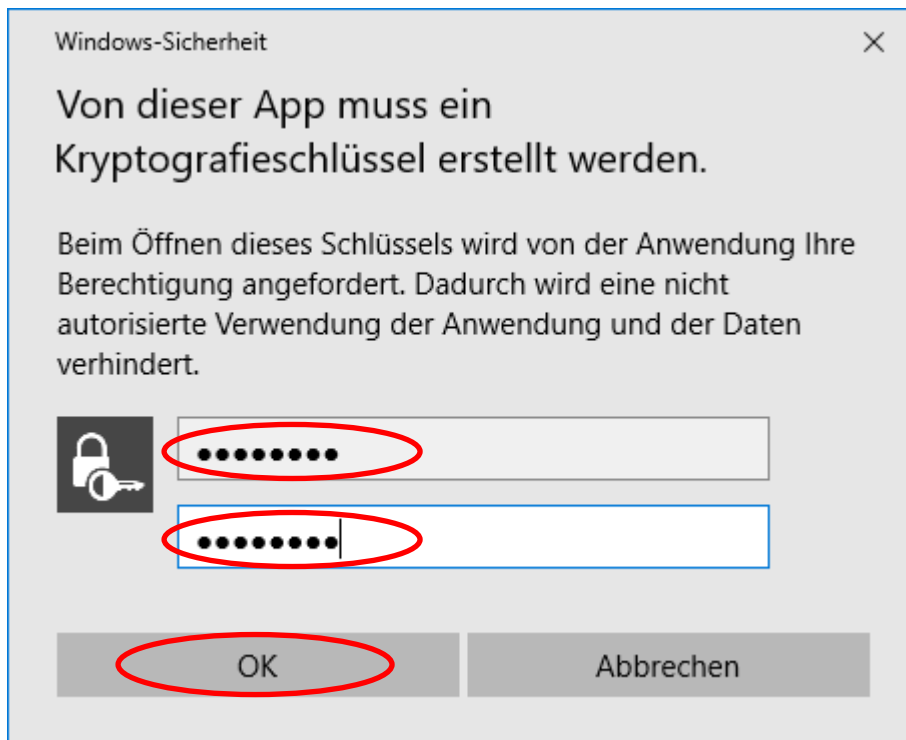 Windows-Sicherheit
Von dieser App muss ein
Kryptografieschlüssel erstellt werden.
Beim Öffnen dieses Schlüssels wird von der Anwendung Ihre
Berechtigung angefordert. Dadurch wird eine nicht
autorisierte Verwendung der Anwendung und der Daten
verhindert.
●●●●●●●●
●●●●●●●●
OK Abbrechen